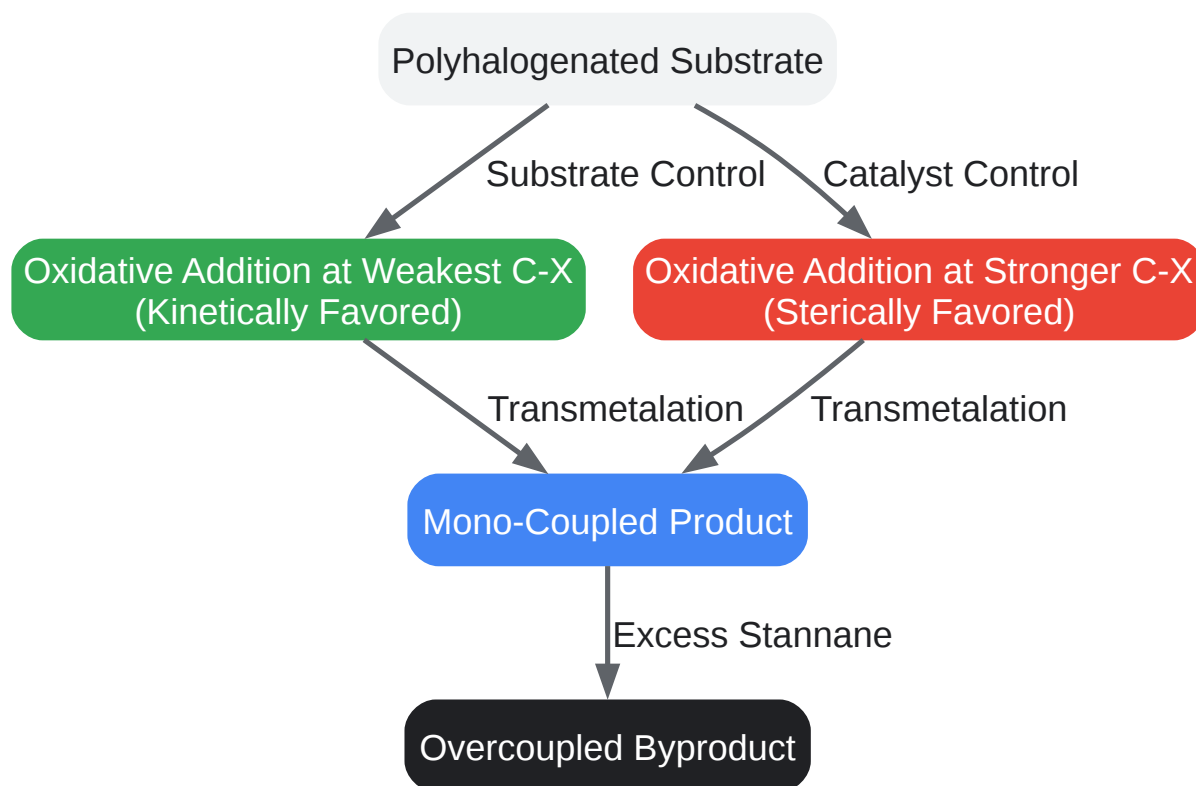 Polyhalogenated Substrate
Substrate Control
Catalyst Control
Oxidative Addition at Weakest C-X
(Kinetically Favored)
Oxidative Addition at Stronger C-X
(Sterically Favored)
Transmetalation
Transmetalation
Mono-Coupled Product
Excess Stannane
Overcoupled Byproduct